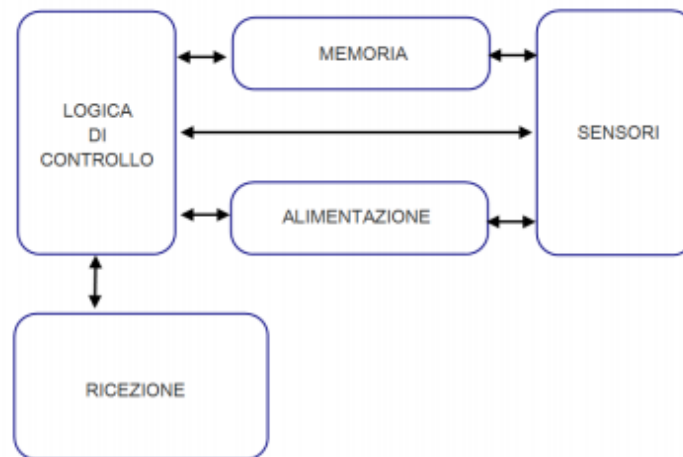 LOGICA
DI
CONTROLLO
MEMORIA
SENSORI
ALIMENTAZIONE
RICEZIONE